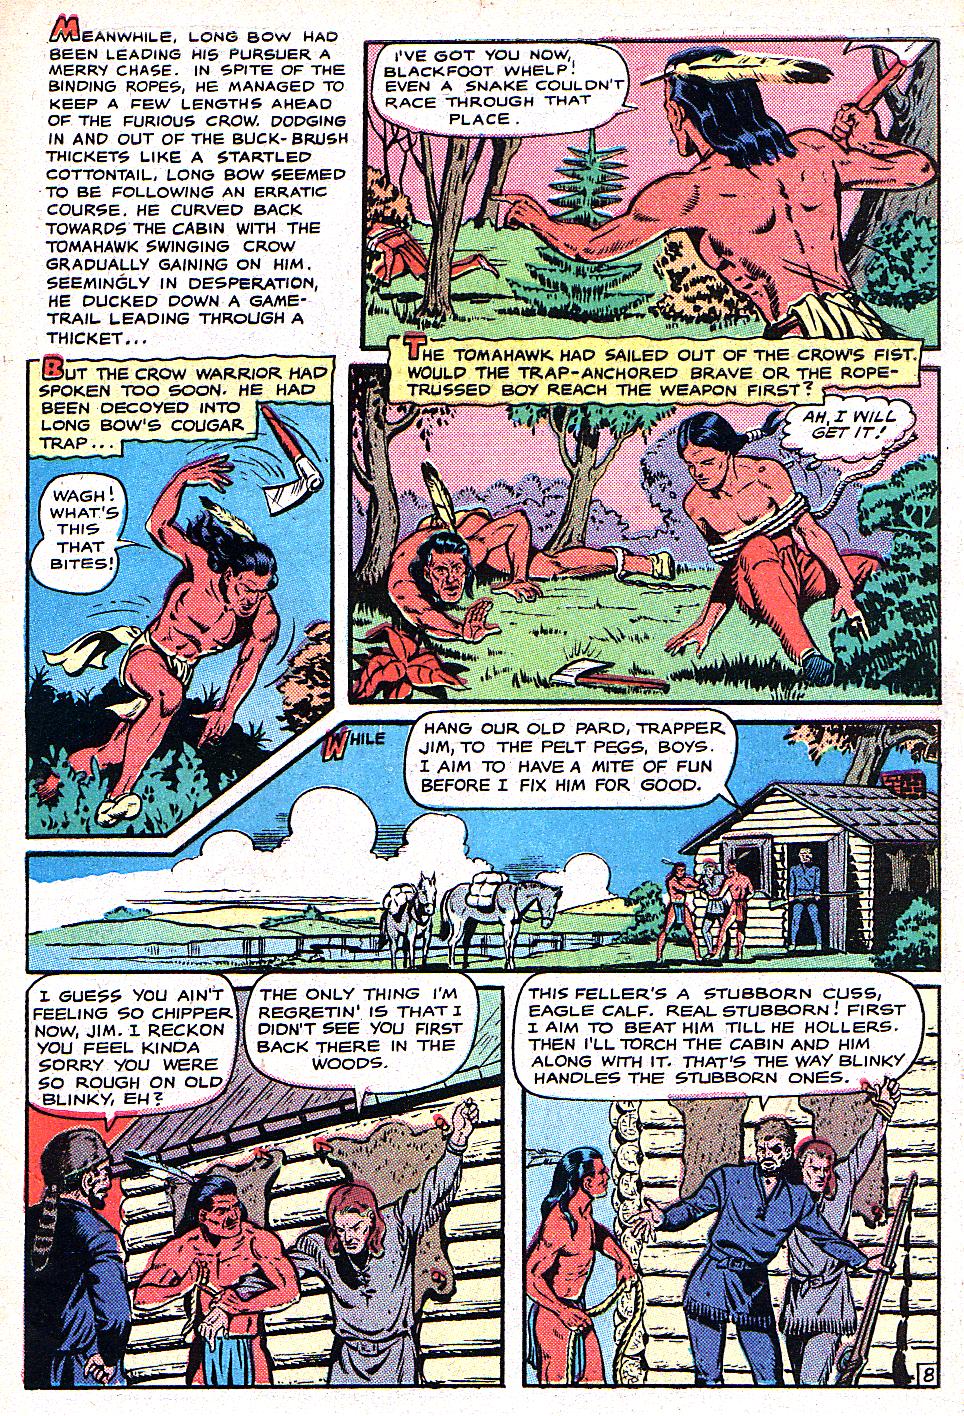 MEANWHILE, LONG BOW HAD
BEEN LEADING HIS PURSUER A
MERRY CHASE. IN SPITE OF THE
BINDING ROPES, HE MANAGED TO
KEEP A FEW LENGTHS AHEAD
OF THE FURIOUS CROW. DODGING
IN AND OUT OF THE BUCK-BRUSH
THICKETS LIKE A STARTLED
COTTONTAIL, LONG BOW SEEMED
TO BE FOLLOWING AN ERRATIC
COURSE. HE CURVED BACK
TOWARDS THE CABIN WITH THE
TOMAHAWK SWINGING CROW
GRADUALLY GAINING ON HIM.
SEEMINGLY IN DESPERATION,
HE DUCKED DOWN A GAME-
TRAIL LEADING THROUGH A
THICKET...
I'VE GOT YOU NOW,
BLACKFOOT WHELP!
EVEN A SNAKE COULDN'T
RACE THROUGH THAT
PLACE.
BUT THE CROW WARRIOR HAD
SPOKEN TOO SOON. HE HAD
BEEN DECOYED INTO
LONG BOW'S COUGAR
TRAP...
WAGH!
WHAT'S
THIS
THAT
BITES!
THE TOMAHAWK HAD SAILED OUT OF THE CROW'S FIST.
WOULD THE TRAP-ANCHORED BRAVE OR THE ROPE-
TRUSSED BOY REACH THE WEAPON FIRST?
AH, I WILL
GET IT!
WHILE
HANG OUR OLD PARD, TRAPPER
JIM, TO THE PELT PEGS, BOYS.
I AIM TO HAVE A MITE OF FUN
BEFORE I FIX HIM FOR GOOD.
I GUESS YOU AIN'T
FEELING SO CHIPPER
NOW, JIM. I RECKON
YOU FEEL KINDA
SORRY YOU WERE
SO ROUGH ON OLD
BLINKY, EH?
THE ONLY THING I'M
REGRETIN' IS THAT I
DIDN'T SEE YOU FIRST
BACK THERE IN THE
WOODS.
THIS FELLER'S A STUBBORN CUSS,
EAGLE CALF. REAL STUBBORN! FIRST
I AIM TO BEAT HIM TILL HE HOLLERS.
THEN I'LL TORCH THE CABIN AND HIM
ALONG WITH IT. THAT'S THE WAY BLINKY
HANDLES THE STUBBORN ONES.
8